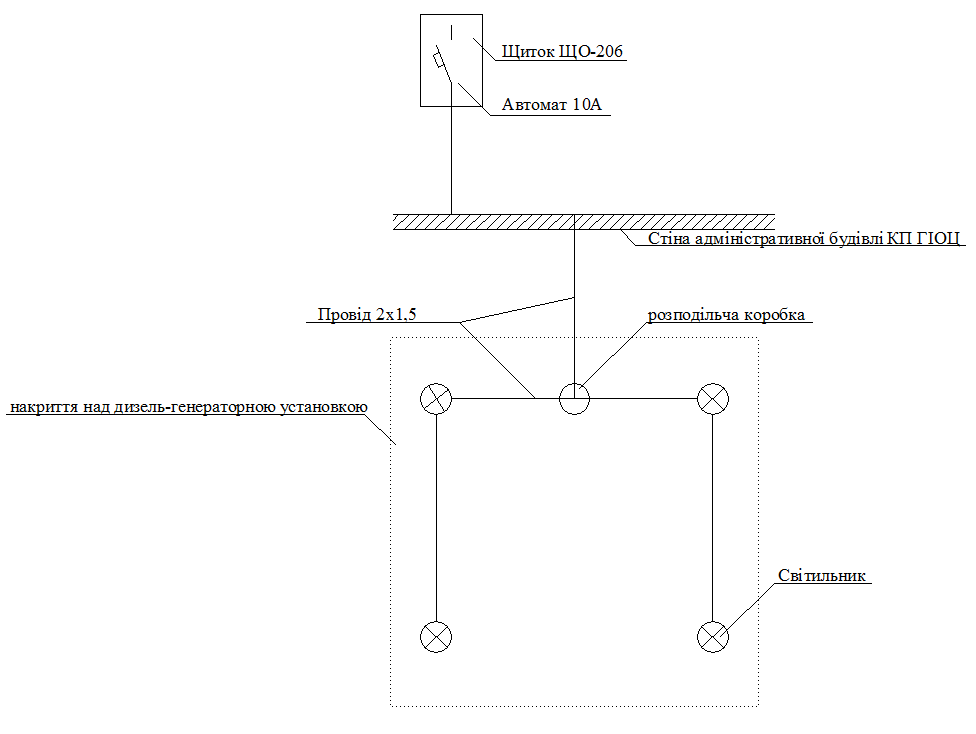 Щиток ЩО-206
Автомат 10А
Стіна адміністративної будівлі КП ГІОЦ
Провід 2х1,5
розподільча коробка
накриття над дизель-генераторною установкою
Світильник